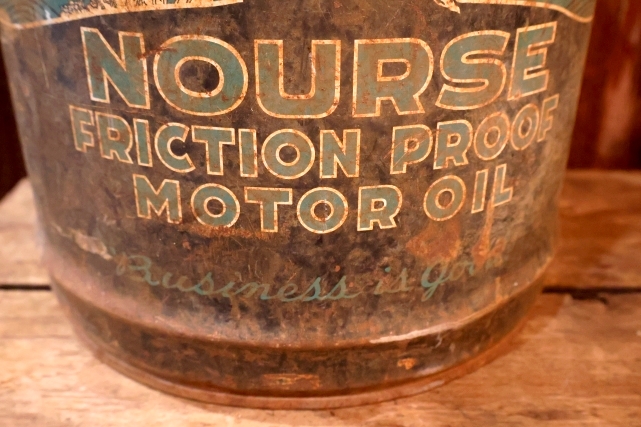 NOURSE
FRICTION PROOF
MOTOR OIL
"Business is good"